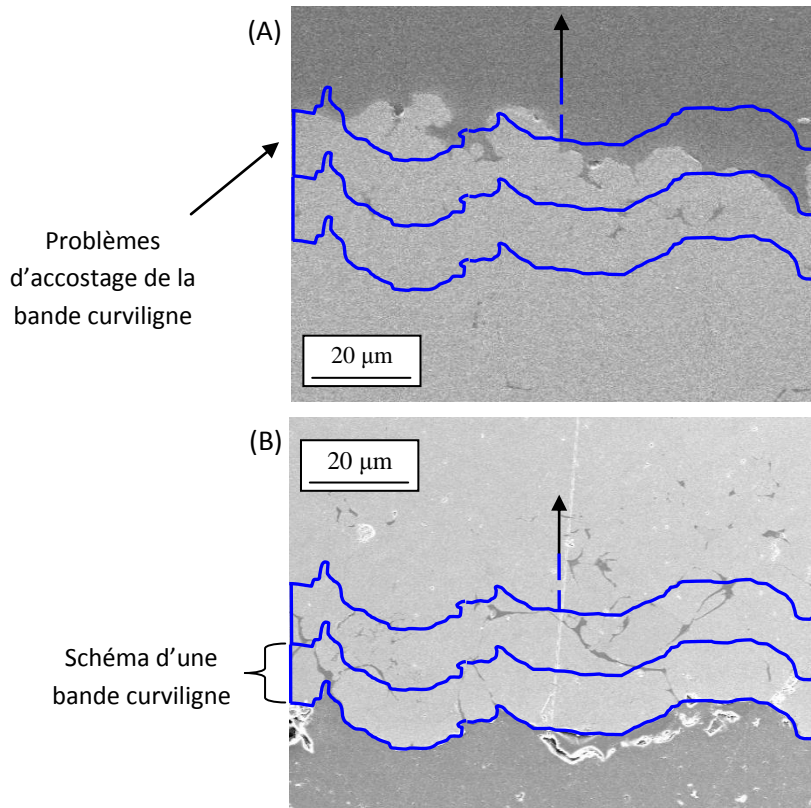 (A)
Problèmes
d’accostage de la
bande curviligne
20 µm
(B)
20 µm
Schéma d’une
bande curviligne